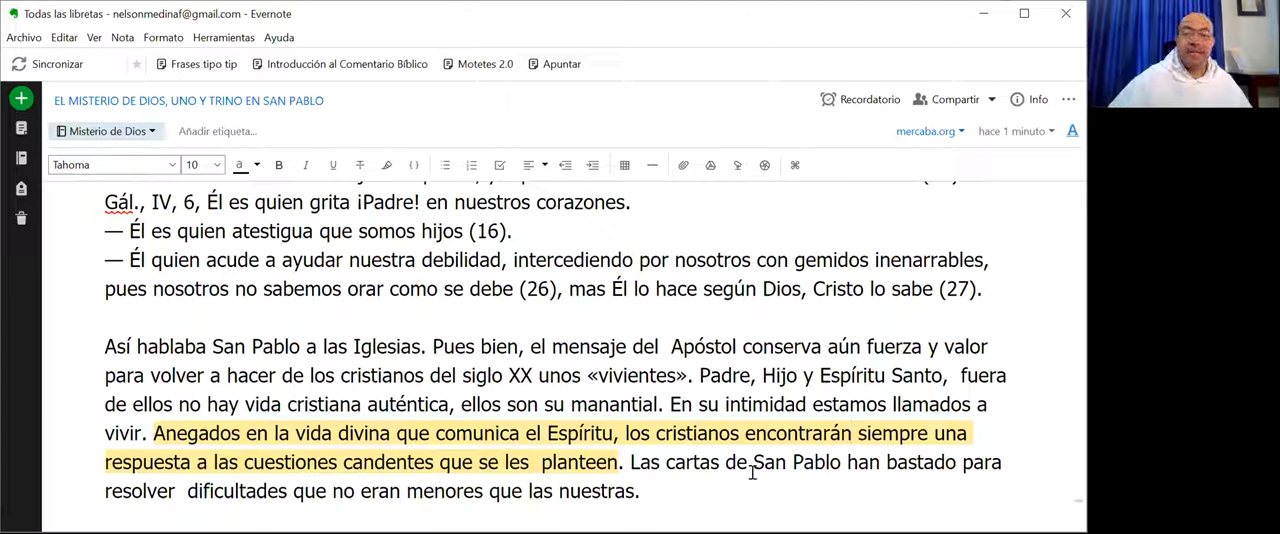 Todas las libretas - nelsonmedinaf@gmail.com - Evernote
Archivo Editar Ver Nota Formato Herramientas Ayuda
Sincronizar Frases tipo tip Introducción al Comentario Bíblico Motetes 2.0 Apuntar
EL MISTERIO DE DIOS, UNO Y TRINO EN SAN PABLO Recordatorio Compartir Info
Misterio de Dios Añadir etiqueta... mercaba.org hace 1 minuto
Tahoma 10
Gál., IV, 6, Él es quien grita ¡Padre! en nuestros corazones.
— Él es quien atestigua que somos hijos (16).
— Él quien acude a ayudar nuestra debilidad, intercediendo por nosotros con gemidos inenarrables,
pues nosotros no sabemos orar como se debe (26), mas Él lo hace según Dios, Cristo lo sabe (27).
Así hablaba San Pablo a las Iglesias. Pues bien, el mensaje del Apóstol conserva aún fuerza y valor
para volver a hacer de los cristianos del siglo XX unos «vivientes». Padre, Hijo y Espíritu Santo, fuera
de ellos no hay vida cristiana auténtica, ellos son su manantial. En su intimidad estamos llamados a
vivir. Anegados en la vida divina que comunica el Espíritu, los cristianos encontrarán siempre una
respuesta a las cuestiones candentes que se les planteen. Las cartas de San Pablo han bastado para
resolver dificultades que no eran menores que las nuestras.